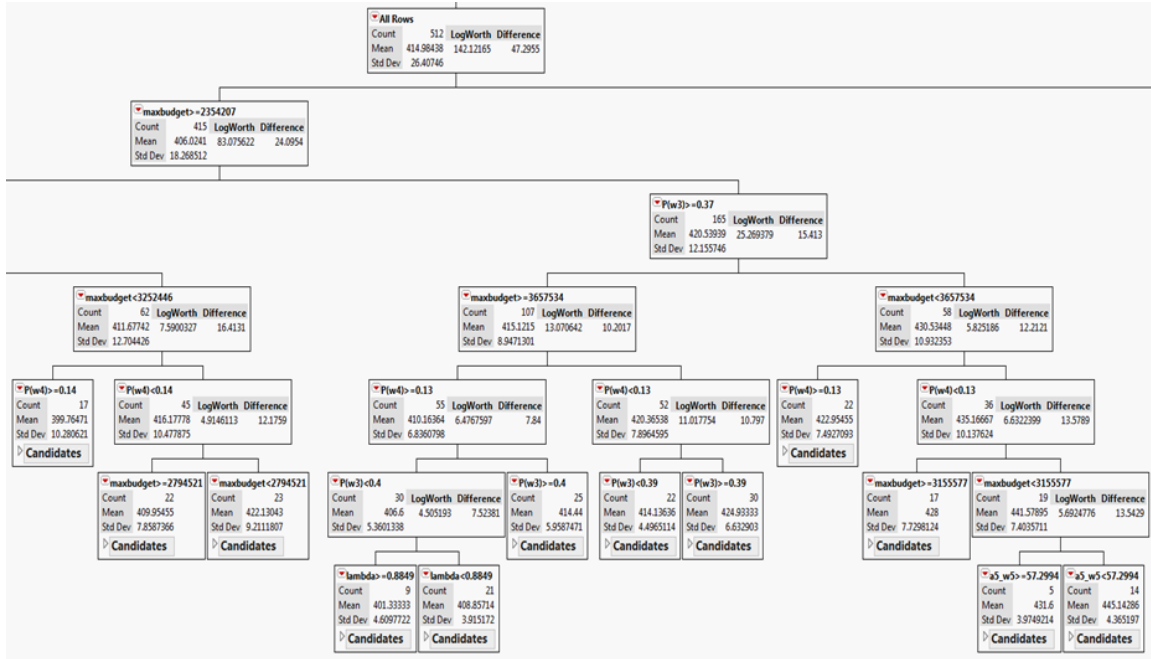 All Rows
Count 512 LogWorth Difference
Mean 414.98438 142.12165 47.2955
Std Dev 26.40746
maxbudget>=2354207
Count 415 LogWorth Difference
Mean 406.0241 83.075622 24.0954
Std Dev 18.268512
P(w3)>=0.37
Count 165 LogWorth Difference
Mean 420.53939 25.269379 15.413
Std Dev 12.155746
maxbudget<3252446
Count 62 LogWorth Difference
Mean 411.67742 7.5900327 16.4131
Std Dev 12.704426
maxbudget>=3657534
Count 107 LogWorth Difference
Mean 415.1215 13.070642 10.2017
Std Dev 8.9471301
maxbudget<3657534
Count 58 LogWorth Difference
Mean 430.53448 5.825186 12.2121
Std Dev 10.932353
P(w4)>=0.14
Count 17
Mean 399.76471
Std Dev 10.280621
Candidates
P(w4)<0.14
Count 45 LogWorth Difference
Mean 416.17778 4.9146113 12.1759
Std Dev 10.477875
P(w4)>=0.13
Count 55 LogWorth Difference
Mean 410.16364 6.4767597 7.84
Std Dev 6.8360798
P(w4)<0.13
Count 52 LogWorth Difference
Mean 420.36538 11.017754 10.797
Std Dev 7.8964595
P(w4)>=0.13
Count 22
Mean 422.95455
Std Dev 7.4927093
Candidates
P(w4)<0.13
Count 36 LogWorth Difference
Mean 435.16667 6.6322399 13.5789
Std Dev 10.137624
maxbudget>=2794521
Count 22
Mean 409.95455
Std Dev 7.8587366
Candidates
maxbudget<2794521
Count 23
Mean 422.13043
Std Dev 9.2111807
Candidates
P(w3)<0.4
Count 30 LogWorth Difference
Mean 406.6 4.505193 7.52381
Std Dev 5.3601338
P(w3)>=0.4
Count 25
Mean 414.44
Std Dev 5.9587471
Candidates
P(w3)<0.39
Count 22
Mean 414.13636
Std Dev 4.4965114
Candidates
P(w3)>=0.39
Count 30
Mean 424.93333
Std Dev 6.632903
Candidates
maxbudget>=3155577
Count 17
Mean 428
Std Dev 7.7298124
Candidates
maxbudget<3155577
Count 19 LogWorth Difference
Mean 441.57895 5.6924776 13.5429
Std Dev 7.4035711
lambda>=0.8849
Count 9
Mean 401.33333
Std Dev 4.6097722
Candidates
lambda<0.8849
Count 21
Mean 408.85714
Std Dev 3.915172
Candidates
a5_w5>=57.2994
Count 5
Mean 431.6
Std Dev 3.9749214
Candidates
a5_w5<57.2994
Count 14
Mean 445.14286
Std Dev 4.365197
Candidates